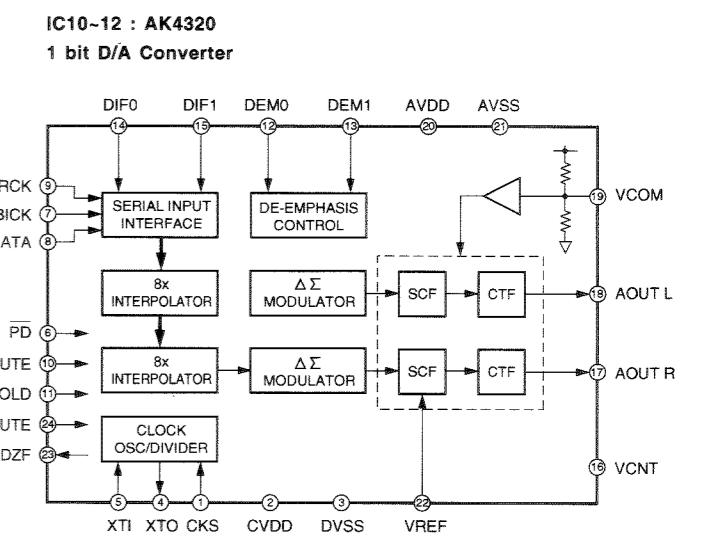 IC10~12 : AK4320
1 bit D/A Converter
DIF0 DIF1 DEM0 DEM1 AVDD AVSS
14 15 12 13 20 21
RCK 9
BICK 7
ATA 8
SERIAL INPUT
INTERFACE
DE-EMPHASIS
CONTROL
19 VCOM
8x
INTERPOLATOR
ΔΣ
MODULATOR
SCF
CTF
18 AOUT L
PD 6
8x
INTERPOLATOR
ΔΣ
MODULATOR
SCF
CTF
17 AOUT R
UTE 10
OLD 11
UTE 24
DZF 23
CLOCK
OSC/DIVIDER
16 VCNT
5 4 1 2 3 22
XTI XTO CKS CVDD DVSS VREF